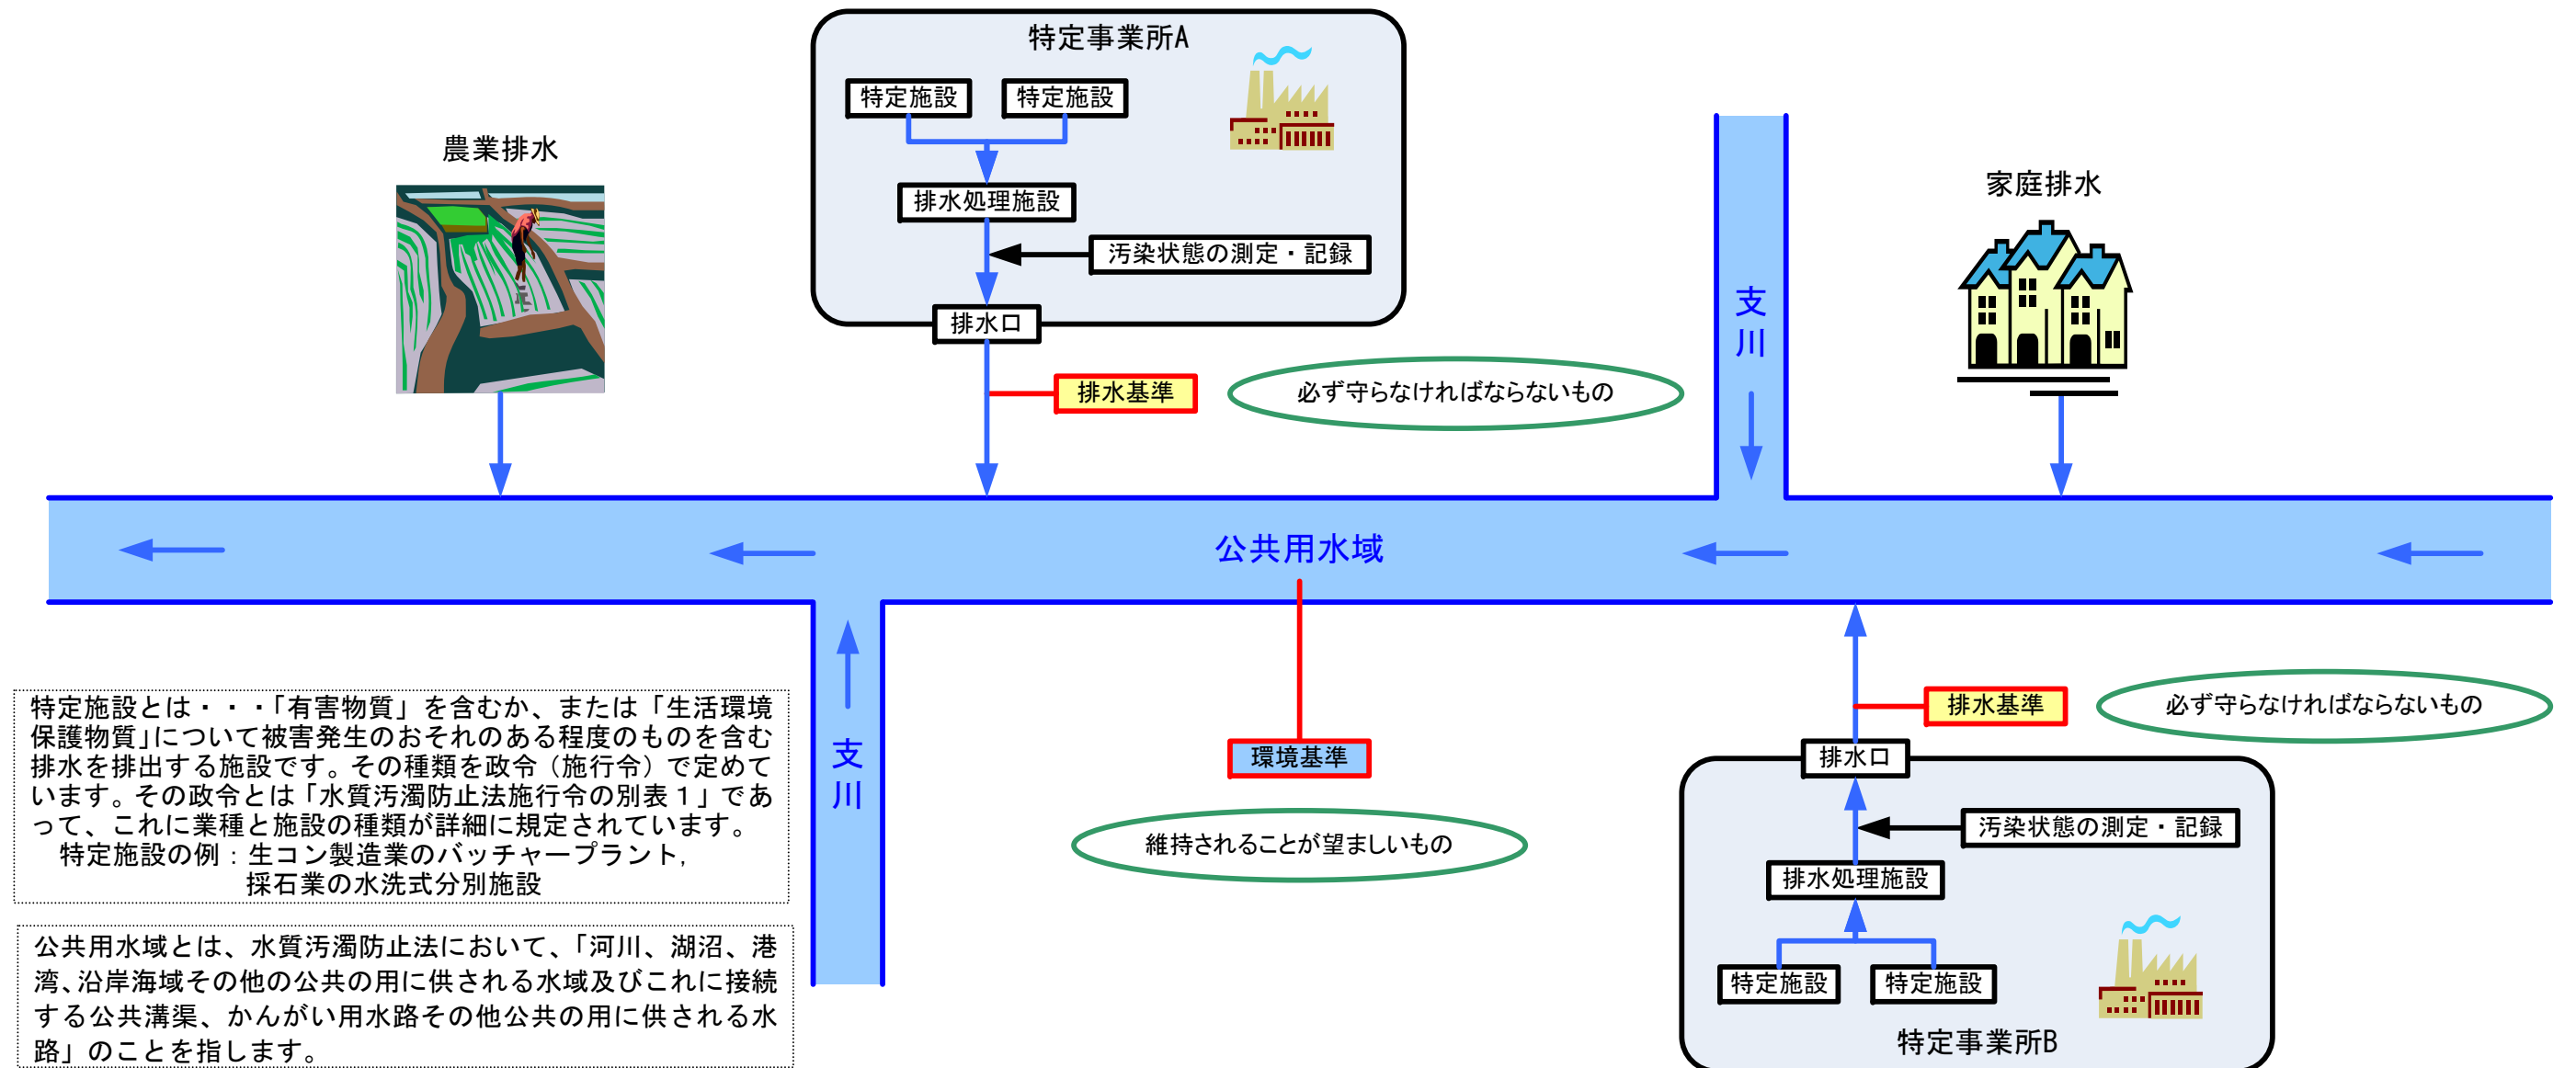 特定事業所A
特定施設
特定施設
農業排水
家庭排水
排水処理施設
汚染状態の測定・記録
支川
排水口
排水基準
必ず守らなければならないもの
公共用水域
特定施設とは・・・「有害物質」を含むか、または「生活環境
保護物質」について被害発生のおそれのある程度のものを含む
排水を排出する施設です。その種類を政令（施行令）で定めて
います。その政令とは「水質汚濁防止法施行令の別表１」であ
って、これに業種と施設の種類が詳細に規定されています。
特定施設の例：生コン製造業のバッチャープラント,
採石業の水洗式分別施設
支川
環境基準
維持されることが望ましいもの
排水基準
必ず守らなければならないもの
排水口
汚染状態の測定・記録
排水処理施設
特定施設
特定施設
特定事業所B
公共用水域とは、水質汚濁防止法において、「河川、湖沼、港
湾、沿岸海域その他の公共の用に供される水域及びこれに接続
する公共溝渠、かんがい用水路その他公共の用に供される水
路」のことを指します。